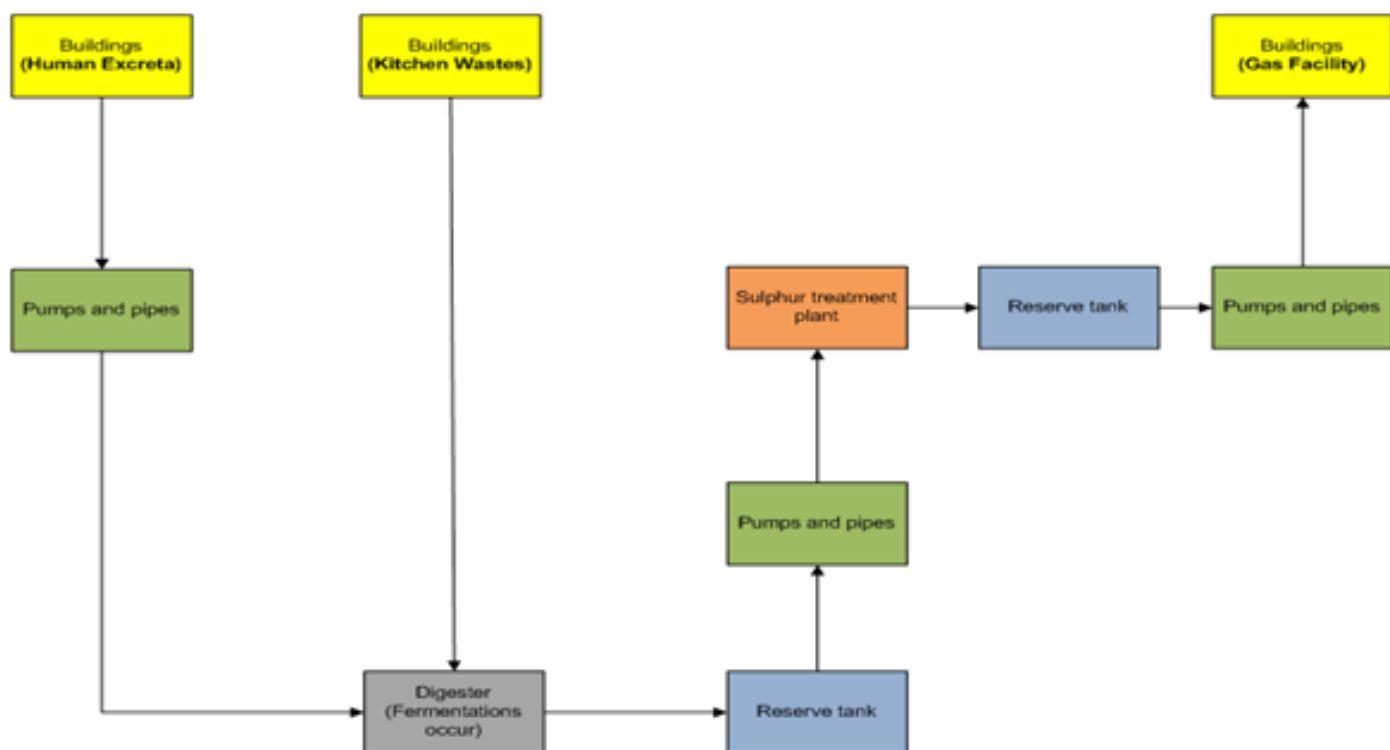 Buildings
(Human Excreta)
Buildings
(Kitchen Wastes)
Buildings
(Gas Facility)
Pumps and pipes
Sulphur treatment
plant
Reserve tank
Pumps and pipes
Pumps and pipes
Digester
(Fermentations
occur)
Reserve tank